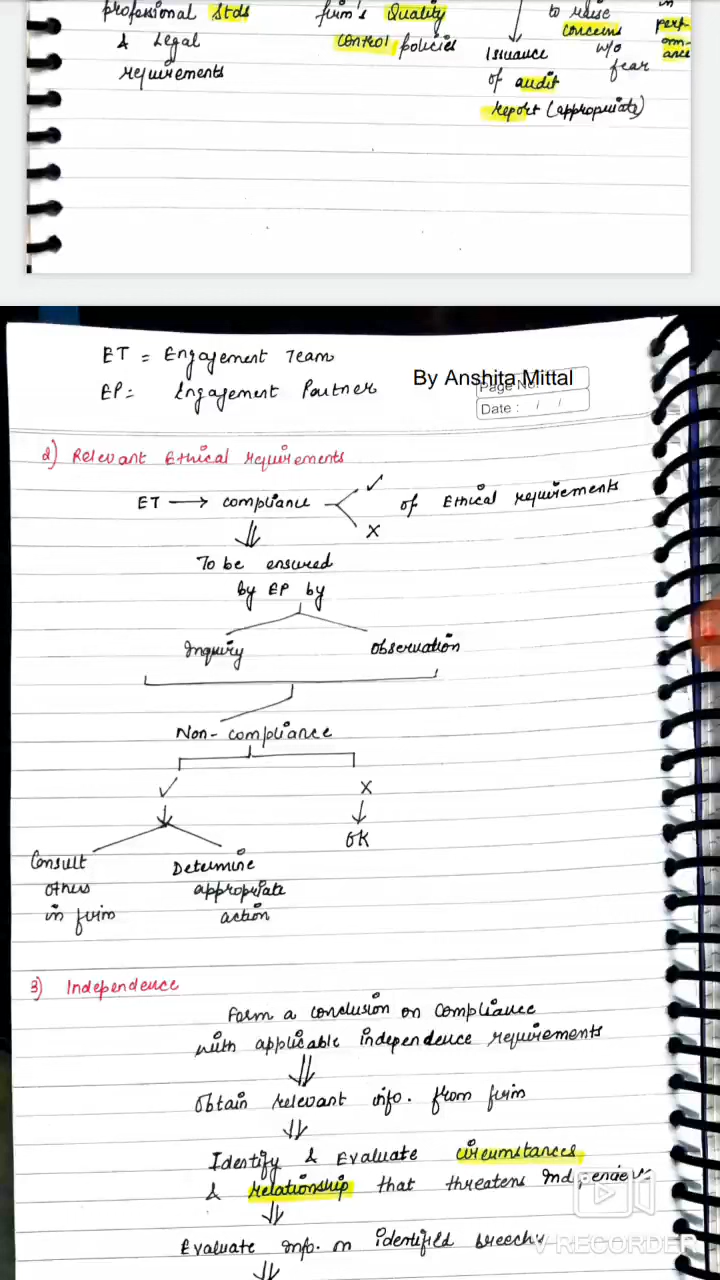 professional Stds
& Legal
requirements
firm's Quality
control policies
Issuance
of audit
report (appropriate)
to raise
concerns
w/o
fear
in
perf
orm-
ance
ET = Engagement Team
EP = Engagement Partner
By Anshita Mittal
Page No.
Date : / /
2) Relevant Ethical requirements
ET → compliance ✓ of Ethical requirements
x
To be ensured
by EP by
Inquiry Observation
Non-compliance
✓ x
OK
Consult
others
in firm
Determine
appropriate
action
3) Independence
Form a conclusion on compliance
with applicable independence requirements
Obtain relevant info. from firm
Identify & Evaluate circumstances
& relationship that threatens
Evaluate info. on identified
V-RECORDER